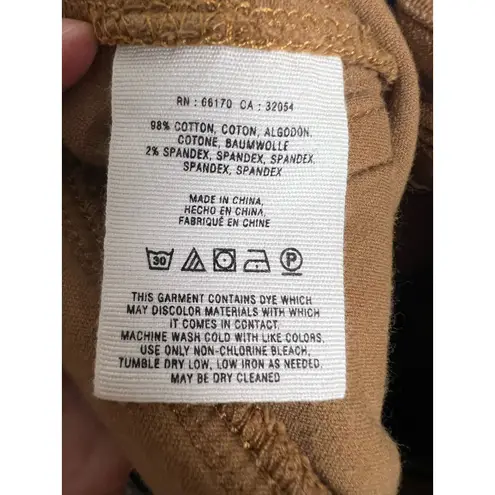 RN : 66170 CA : 32054
98% COTTON, COTON, ALGODÓN,
COTONE, BAUMWOLLE
2% SPANDEX, SPANDEX, SPANDEX,
SPANDEX, SPANDEX
MADE IN CHINA,
HECHO EN CHINA,
FABRIQUÉ EN CHINE
30 P
THIS GARMENT CONTAINS DYE WHICH
MAY DISCOLOR MATERIALS WITH WHICH
IT COMES IN CONTACT
MACHINE WASH COLD WITH LIKE COLORS,
USE ONLY NON-CHLORINE BLEACH,
TUMBLE DRY LOW, LOW IRON AS NEEDED,
MAY BE DRY CLEANED